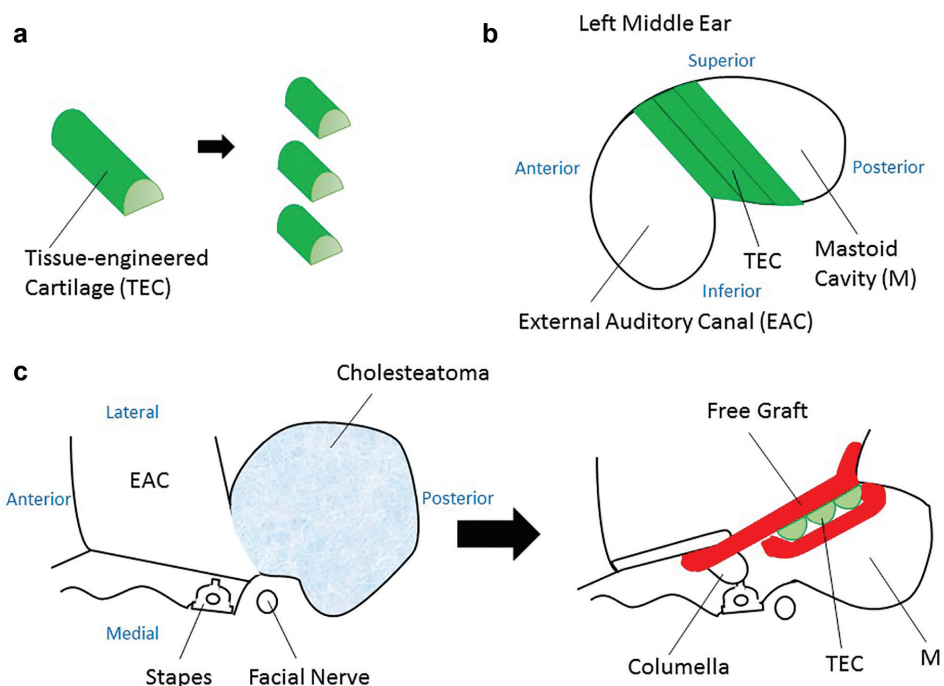 a
Tissue-engineered
Cartilage (TEC)
b
Left Middle Ear
Superior
Anterior
Posterior
TEC
Mastoid
Cavity (M)
Inferior
External Auditory Canal (EAC)
c
Cholesteatoma
Lateral
EAC
Anterior
Posterior
Medial
Stapes
Facial Nerve
Free Graft
Columella
TEC
M